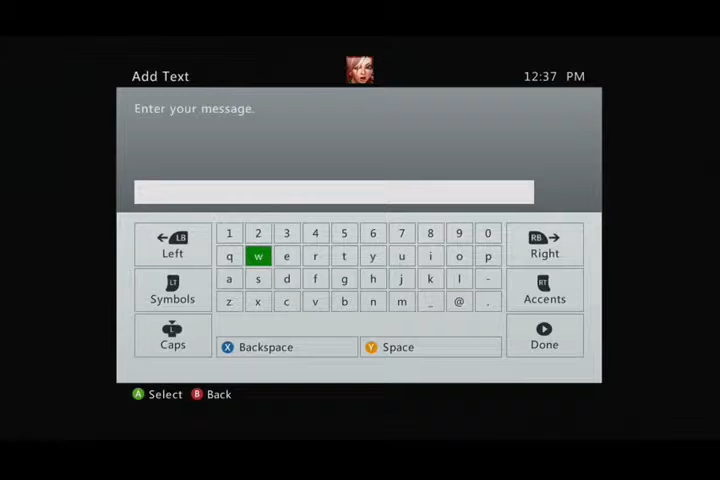 Add Text 12:37 PM
Enter your message.
LB Left
1 2 3 4 5 6 7 8 9 0
RB Right
q w e r t y u i o p
LT Symbols
a s d f g h j k l -
RT Accents
z x c v b n m _ @ .
L Caps
X Backspace
Y Space
Done
A Select B Back